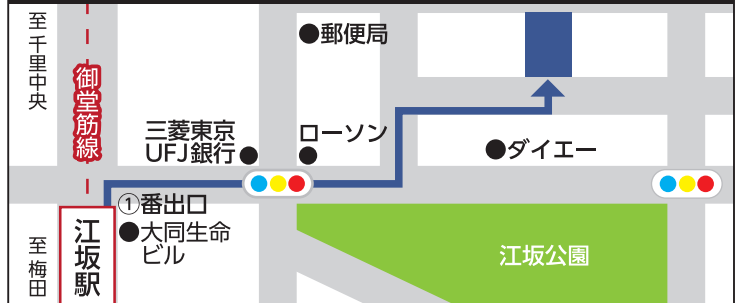 至千里中央
御堂筋線
●郵便局
三菱東京
UFJ銀行●
ローソン
●
●ダイエー
①番出口
●大同生命
ビル
江坂駅
至梅田
江坂公園